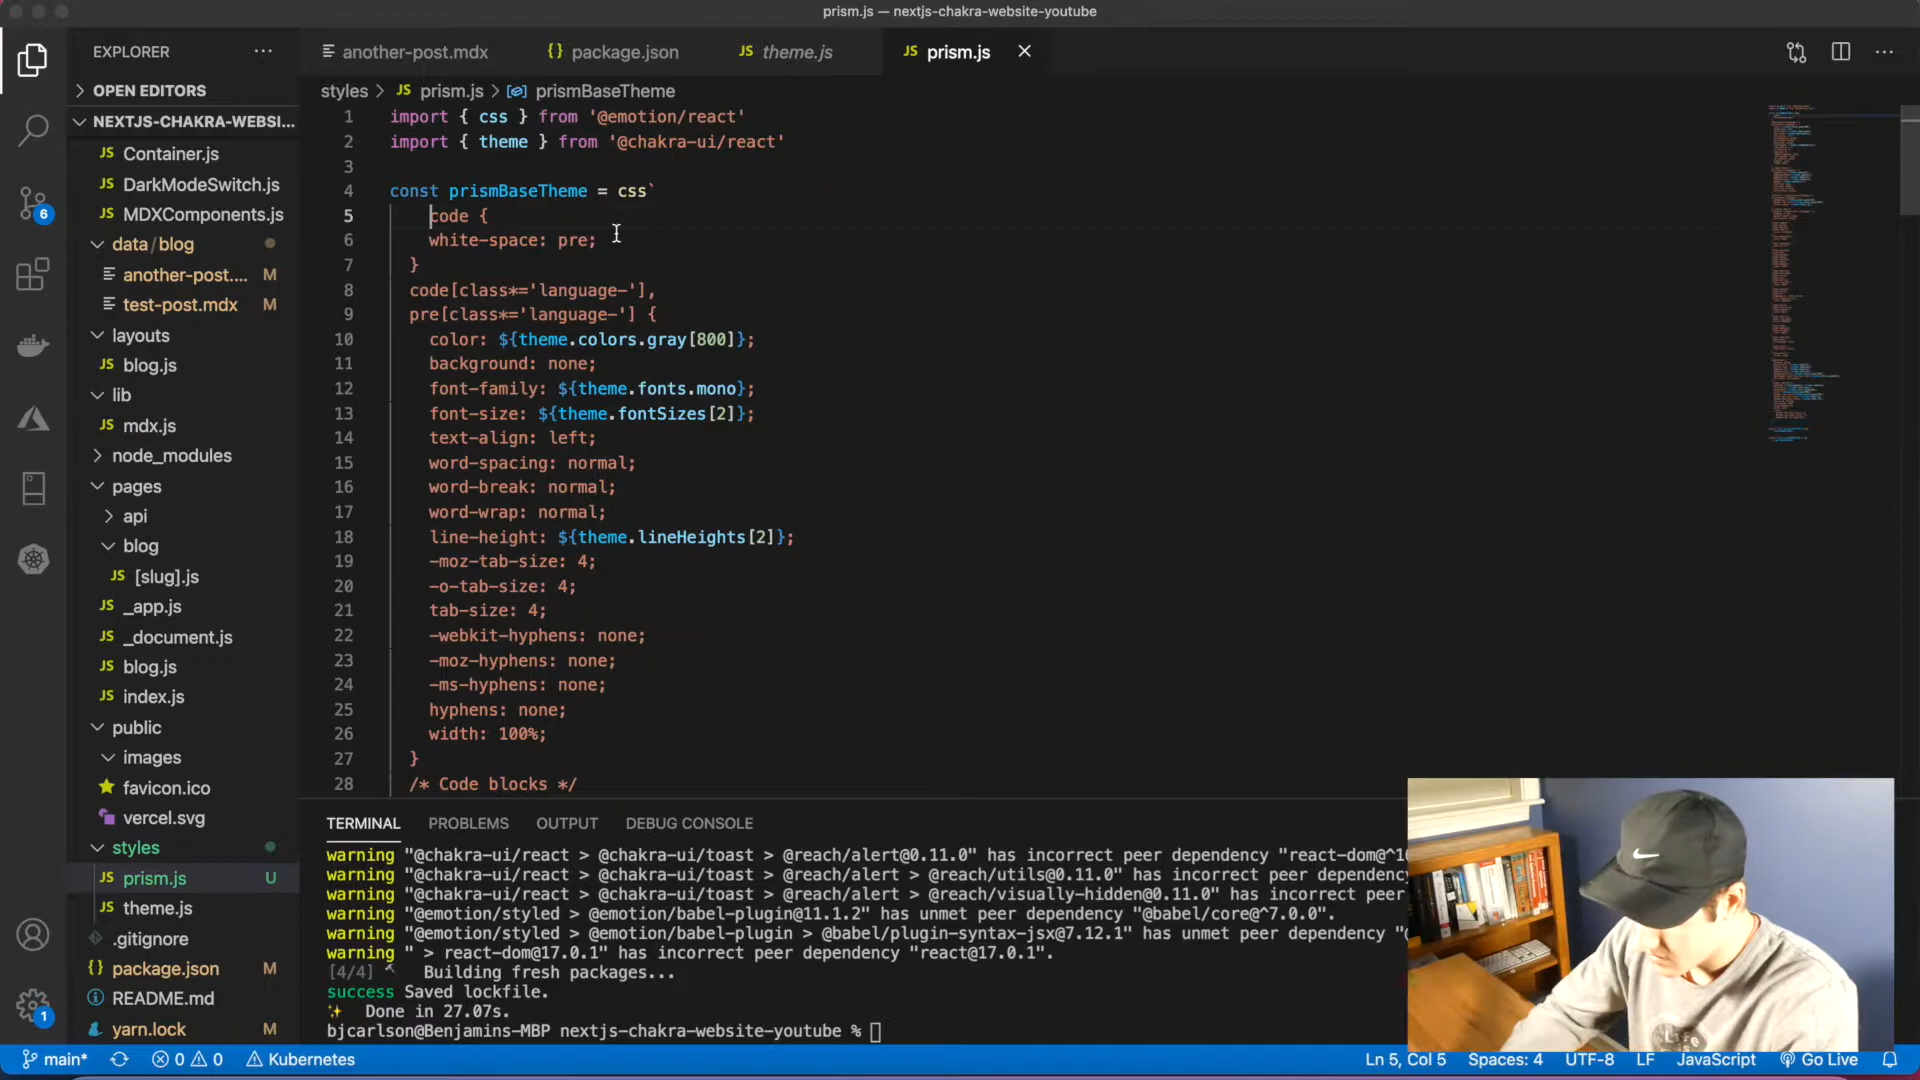 prism.js — nextjs-chakra-website-youtube
EXPLORER
OPEN EDITORS
NEXTJS-CHAKRA-WEBSI...
Container.js
DarkModeSwitch.js
MDXComponents.js
data / blog
another-post.... M
test-post.mdx M
layouts
blog.js
lib
mdx.js
node_modules
pages
api
blog
[slug].js
_app.js
_document.js
blog.js
index.js
public
images
favicon.ico
vercel.svg
styles
prism.js U
theme.js
.gitignore
package.json M
README.md
yarn.lock M
6
1
another-post.mdx
{} package.json
JS theme.js
JS prism.js
styles > JS prism.js > prismBaseTheme
1 import { css } from '@emotion/react'
2 import { theme } from '@chakra-ui/react'
3
4 const prismBaseTheme = css`
5 code {
6 white-space: pre;
7 }
8 code[class*='language-'],
9 pre[class*='language-'] {
10 color: ${theme.colors.gray[800]};
11 background: none;
12 font-family: ${theme.fonts.mono};
13 font-size: ${theme.fontSizes[2]};
14 text-align: left;
15 word-spacing: normal;
16 word-break: normal;
17 word-wrap: normal;
18 line-height: ${theme.lineHeights[2]};
19 -moz-tab-size: 4;
20 -o-tab-size: 4;
21 tab-size: 4;
22 -webkit-hyphens: none;
23 -moz-hyphens: none;
24 -ms-hyphens: none;
25 hyphens: none;
26 width: 100%;
27 }
28 /* Code blocks */
TERMINAL PROBLEMS OUTPUT DEBUG CONSOLE
warning "@chakra-ui/react > @chakra-ui/toast > @reach/alert@0.11.0" has incorrect peer dependency "react-dom@^1
warning "@chakra-ui/react > @chakra-ui/toast > @reach/alert > @reach/utils@0.11.0" has incorrect peer dependency
warning "@chakra-ui/react > @chakra-ui/toast > @reach/alert > @reach/visually-hidden@0.11.0" has incorrect peer
warning "@emotion/styled > @emotion/babel-plugin@11.1.2" has unmet peer dependency "@babel/core@^7.0.0".
warning "@emotion/styled > @emotion/babel-plugin > @babel/plugin-syntax-jsx@7.12.1" has unmet peer dependency "
warning " > react-dom@17.0.1" has incorrect peer dependency "react@17.0.1".
[4/4] Building fresh packages...
success Saved lockfile.
Done in 27.07s.
bjcarlson@Benjamins-MBP nextjs-chakra-website-youtube %
main* 0 0 Kubernetes
Ln 5, Col 5 Spaces: 4 UTF-8 LF JavaScript Go Live